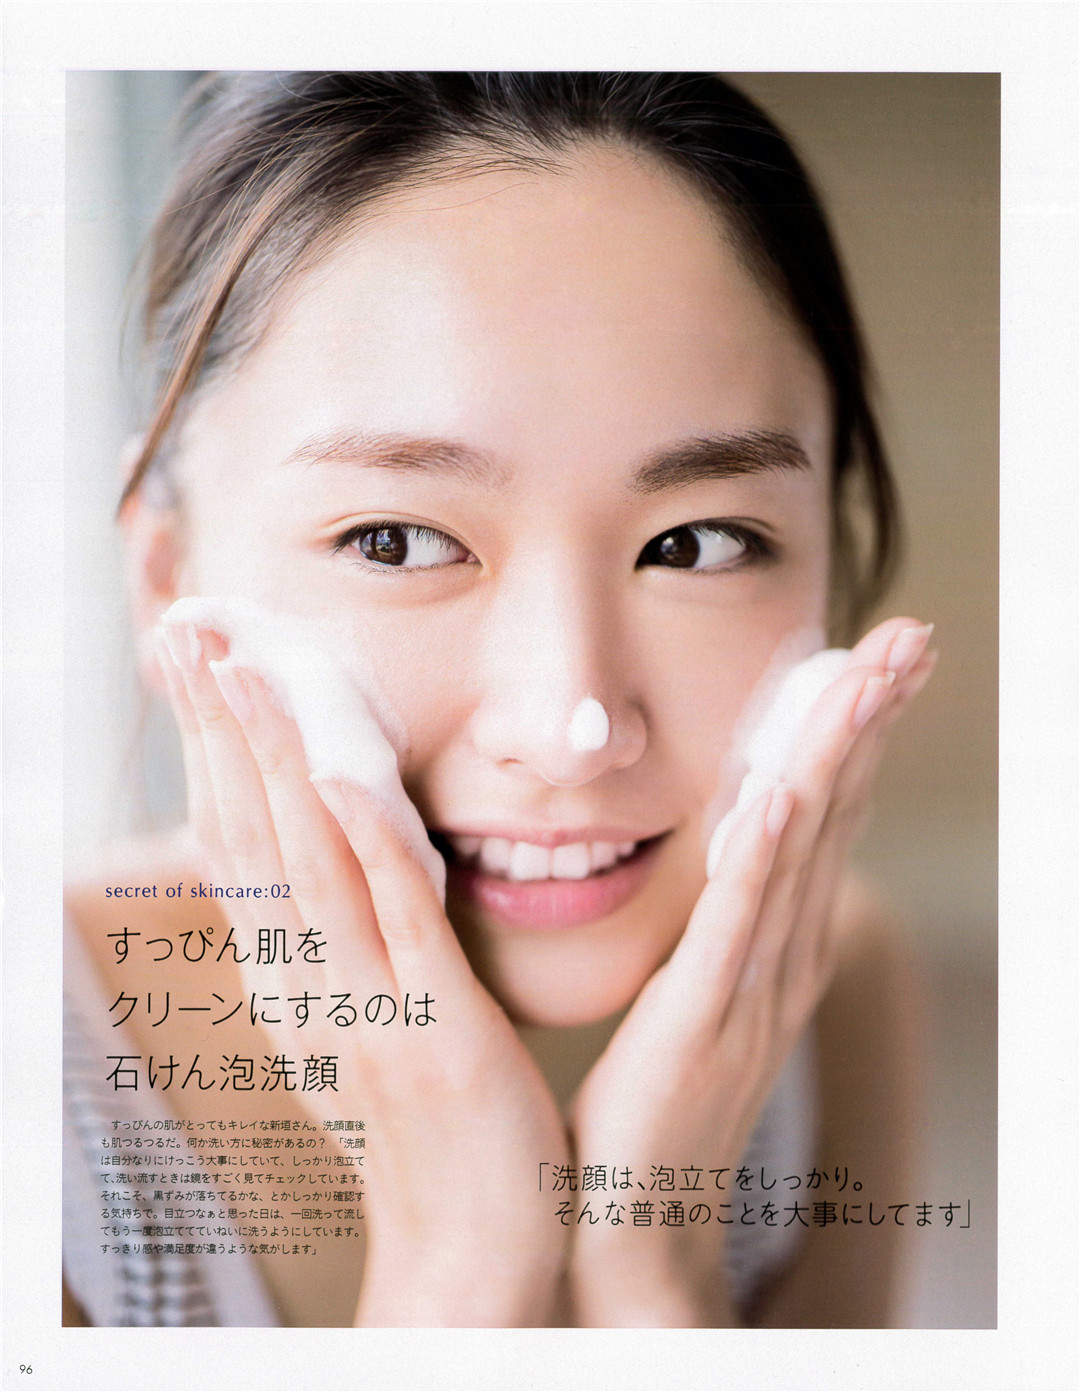 secret of skincare:02
すっぴん肌を
クリーンにするのは
石けん泡洗顔
すっぴんの肌がとってもキレイな新垣さん。洗顔直後
も肌つるつるだ。何か洗い方に秘密があるの？ 「洗顔
は自分なりにけっこう大事にしていて、しっかり泡立て
て、洗い流すときは鏡をすごく見てチェックしています。
それこそ、黒ずみが落ちてるかな、とかしっかり確認す
る気持ちで。目立つなぁと思った日は、一回洗って流し
てもう一度泡立てててていねいに洗うようにしています。
すっきり感や満足度が違うような気がします」
「洗顔は、泡立てをしっかり。
そんな普通のことを大事にしてます」
96